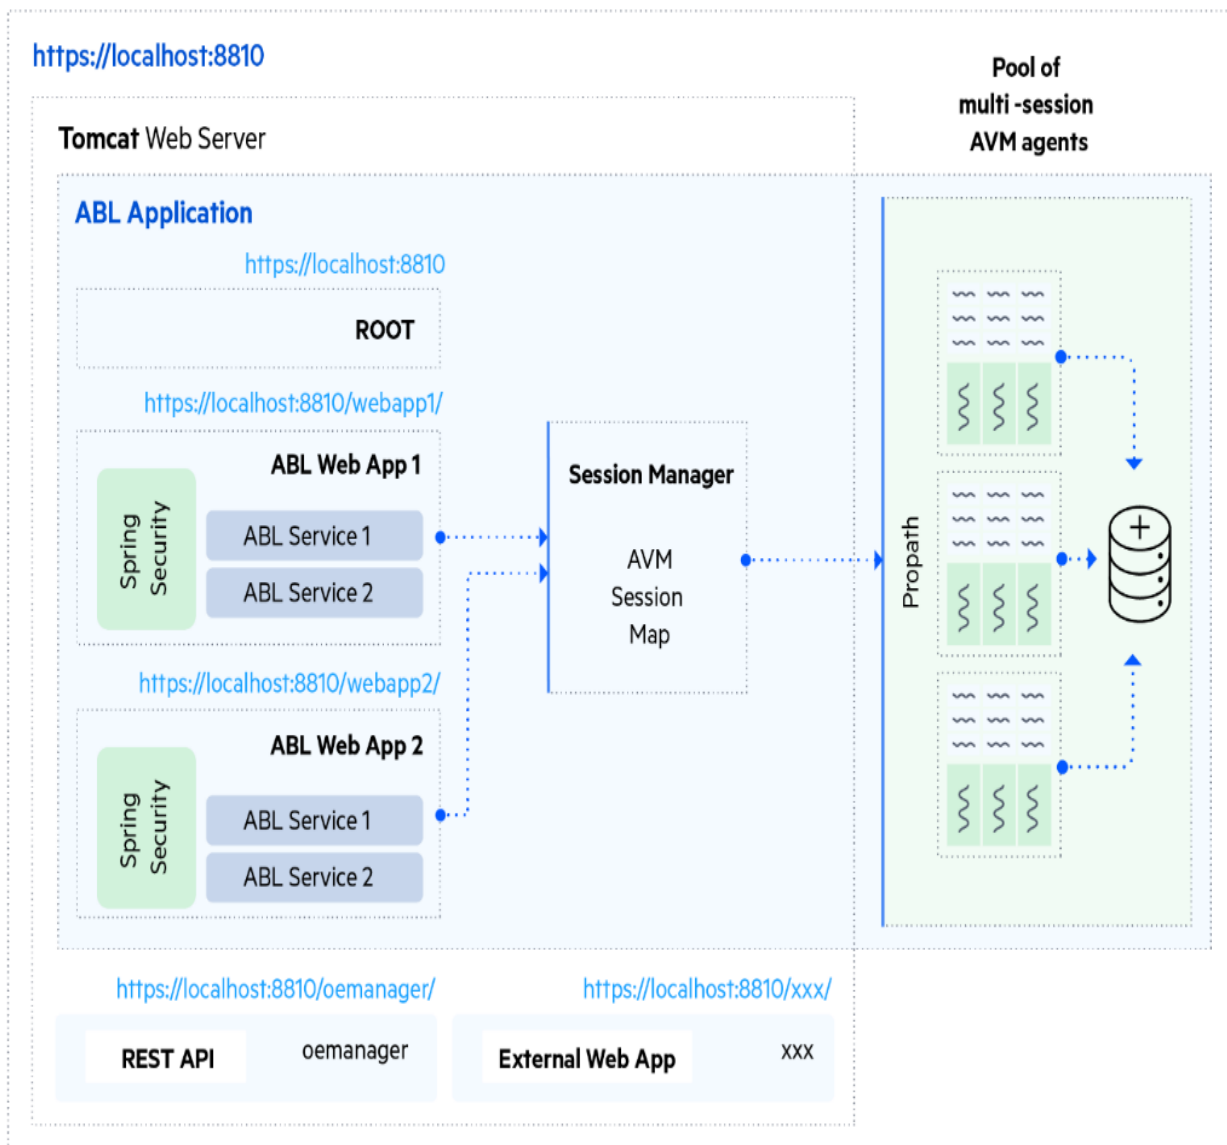 https://localhost:8810
Pool of
multi -session
AVM agents
Tomcat Web Server
ABL Application
https://localhost:8810
ROOT
https://localhost:8810/webapp1/
ABL Web App 1
Spring
Security
ABL Service 1
ABL Service 2
Session Manager
AVM
Session
Map
Propath
https://localhost:8810/webapp2/
ABL Web App 2
Spring
Security
ABL Service 1
ABL Service 2
https://localhost:8810/oemanager/
REST API
oemanager
https://localhost:8810/xxx/
External Web App
xxx